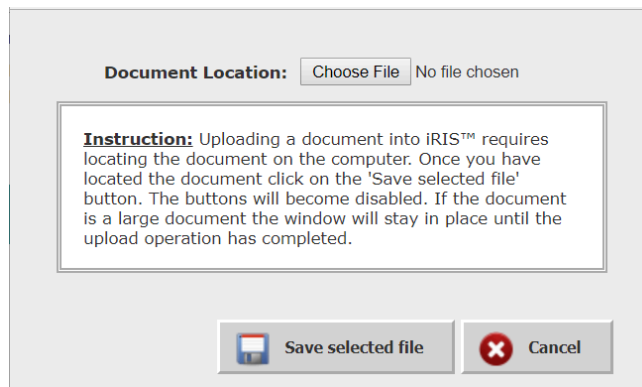 Document Location: Choose File No file chosen
Instruction: Uploading a document into iRIS™ requires
locating the document on the computer. Once you have
located the document click on the 'Save selected file'
button. The buttons will become disabled. If the document
is a large document the window will stay in place until the
upload operation has completed.
Save selected file Cancel